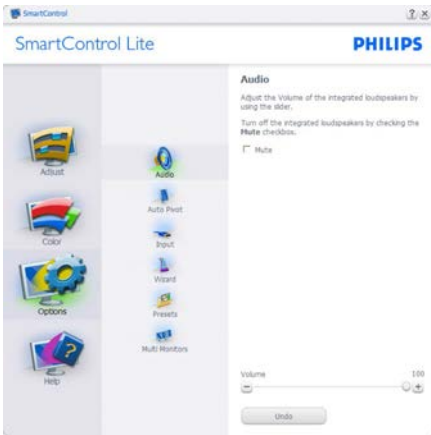 SmartControl
SmartControl Lite
PHILIPS
Adjust
Color
Options
Help
Audio
Auto Pivot
Input
Wizard
Presets
Multi Monitors
Audio
Adjust the Volume of the integrated loudspeakers by
using the slider.
Turn off the integrated loudspeakers by checking the
Mute checkbox.
Mute
Volume 100
Undo